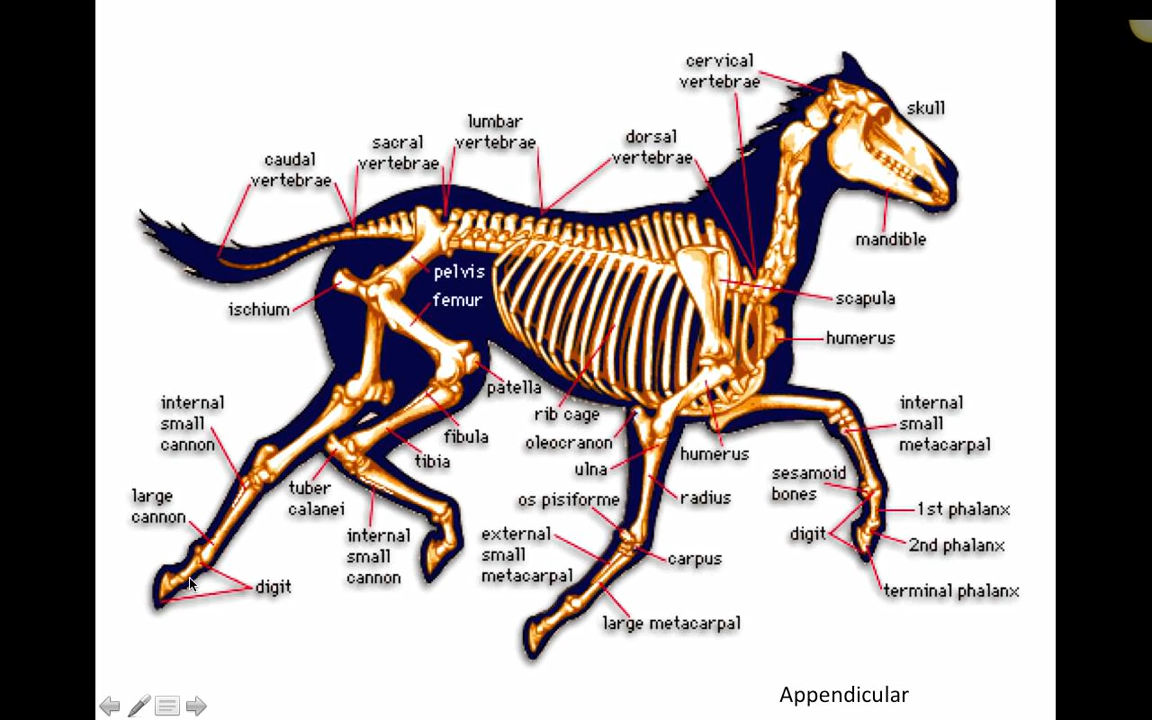 cervical
vertebrae
skull
lumbar
vertebrae
dorsal
vertebrae
sacral
vertebrae
caudal
vertebrae
mandible
pelvis
scapula
femur
ischium
humerus
patella
internal
small
cannon
rib cage
internal
small
metacarpal
fibula
oleocranon
humerus
tibia
ulna
sesamoid
bones
tuber
calanei
large
cannon
os pisiforme
radius
1st phalanx
internal
small
cannon
external
small
metacarpal
digit
2nd phalanx
carpus
digit
terminal phalanx
large metacarpal
Appendicular